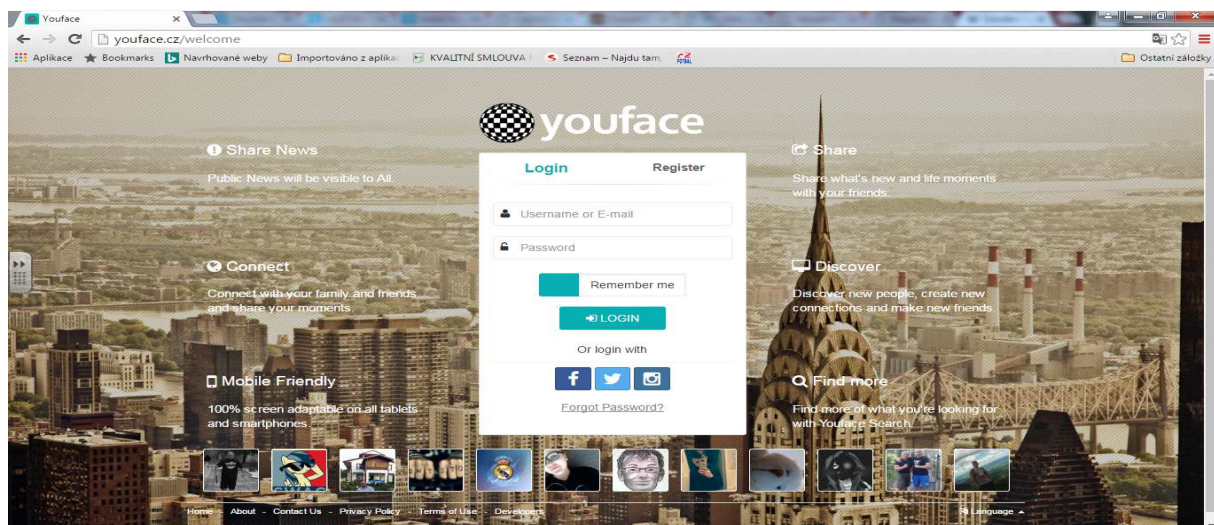 Youface
youface.cz/welcome
Aplikace
Bookmarks
Navrhované weby
Importováno z aplika
KVALITNÍ SMLOUVA
Seznam – Najdu tam,
Ostatní záložky
youface
Share News
Public News will be visible to All.
Connect
Connect with your family and friends
and share your moments.
Mobile Friendly
100% screen adaptable on all tablets
and smartphones.
Login
Register
Username or E-mail
Password
Remember me
LOGIN
Or login with
Forgot Password?
Share
Share what's new and life moments
with your friends.
Discover
Discover new people, create new
connections and make new friends
Find more
Find more of what you're looking for
with Youface Search.
Home - About - Contact Us - Privacy Policy - Terms of Use - Developers
Language